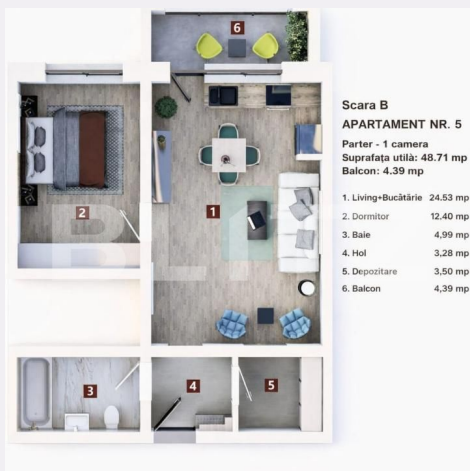 6
2
1
3
4
5
Scara B
APARTAMENT NR. 5
Parter - 1 camera
Suprafața utilă: 48.71 mp
Balcon: 4.39 mp
1. Living+Bucătărie 24.53 mp
2. Dormitor 12.40 mp
3. Baie 4,99 mp
4. Hol 3,28 mp
5. Depozitare 3,50 mp
6. Balcon 4,39 mp